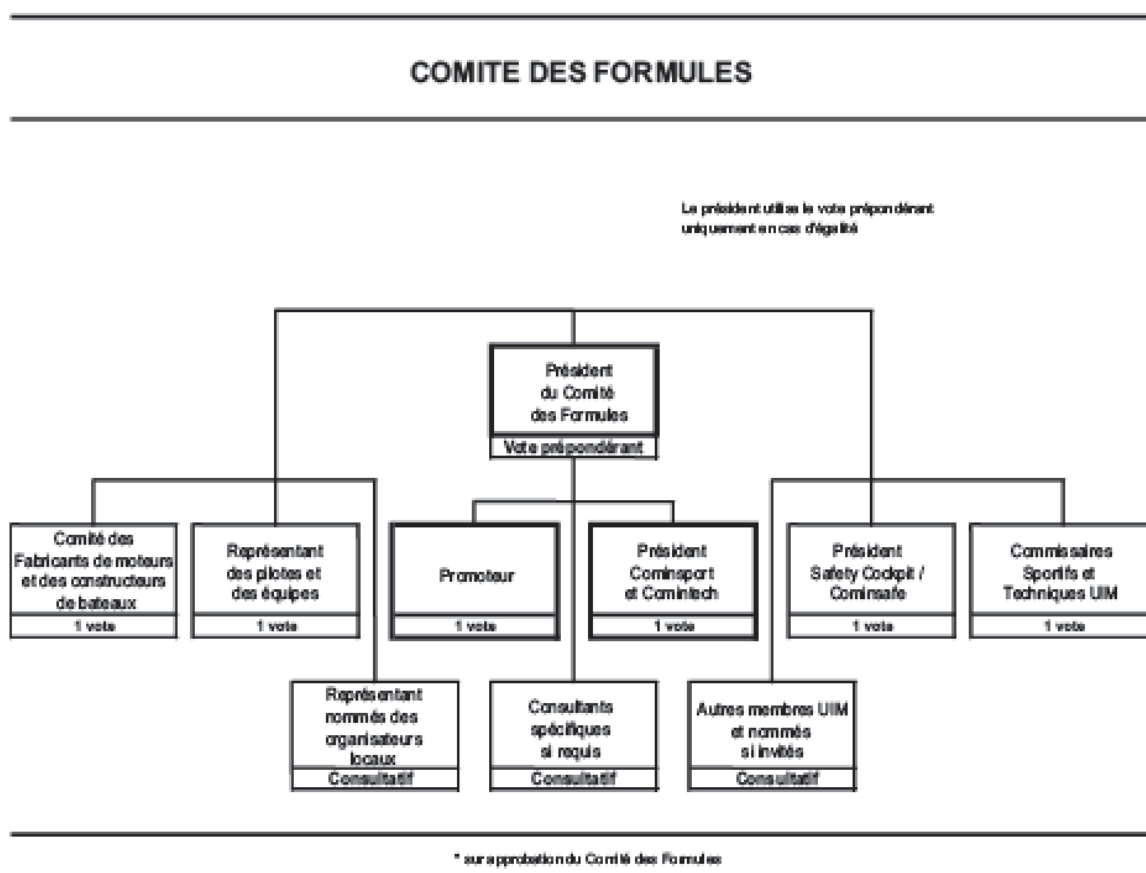 COMITE DES FORMULES
Le président utilise le vote prépondérant
uniquement en cas d'égalité
Président
du Comité
des Formules
Vote prépondérant
Comité des
Fabricants de moteurs
et des constructeurs
de bateaux
1 vote
Représentant
des pilotes et
des équipes
1 vote
Promoteur
1 vote
Président
Cominsport
et Comintech
1 vote
Président
Safety Cockpit /
Cominsafe
1 vote
Commissaires
Sportifs et
Techniques UIM
1 vote
Représentant
nommés des
organisateurs
locaux
Consultatif
Consultants
spécifiques
si requis
Consultatif
Autres membres UIM
et nommés
si invités
Consultatif
* sur approbation du Comité des Formules